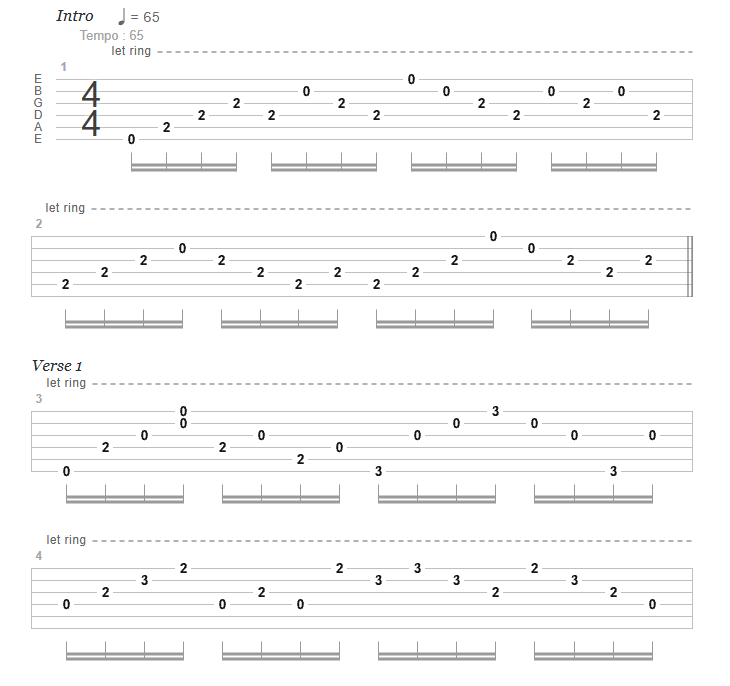 Intro ♩ = 65
Tempo : 65
let ring
1
E 0
B 4 0 0 0 0
G 2 2 2 2
D 4 2 2 2 2 2
A 2
E 0
let ring
2
0
0 0
2 2 2 2 2
2 2 2 2 2
2 2 2
Verse 1
let ring
3
0 3
0 0 0
0 0 0 0 0
2 2 0
2
0 3 3
let ring
4
2 2 3 2
3 3 3 3
2 2 2 2
0 0 0 0